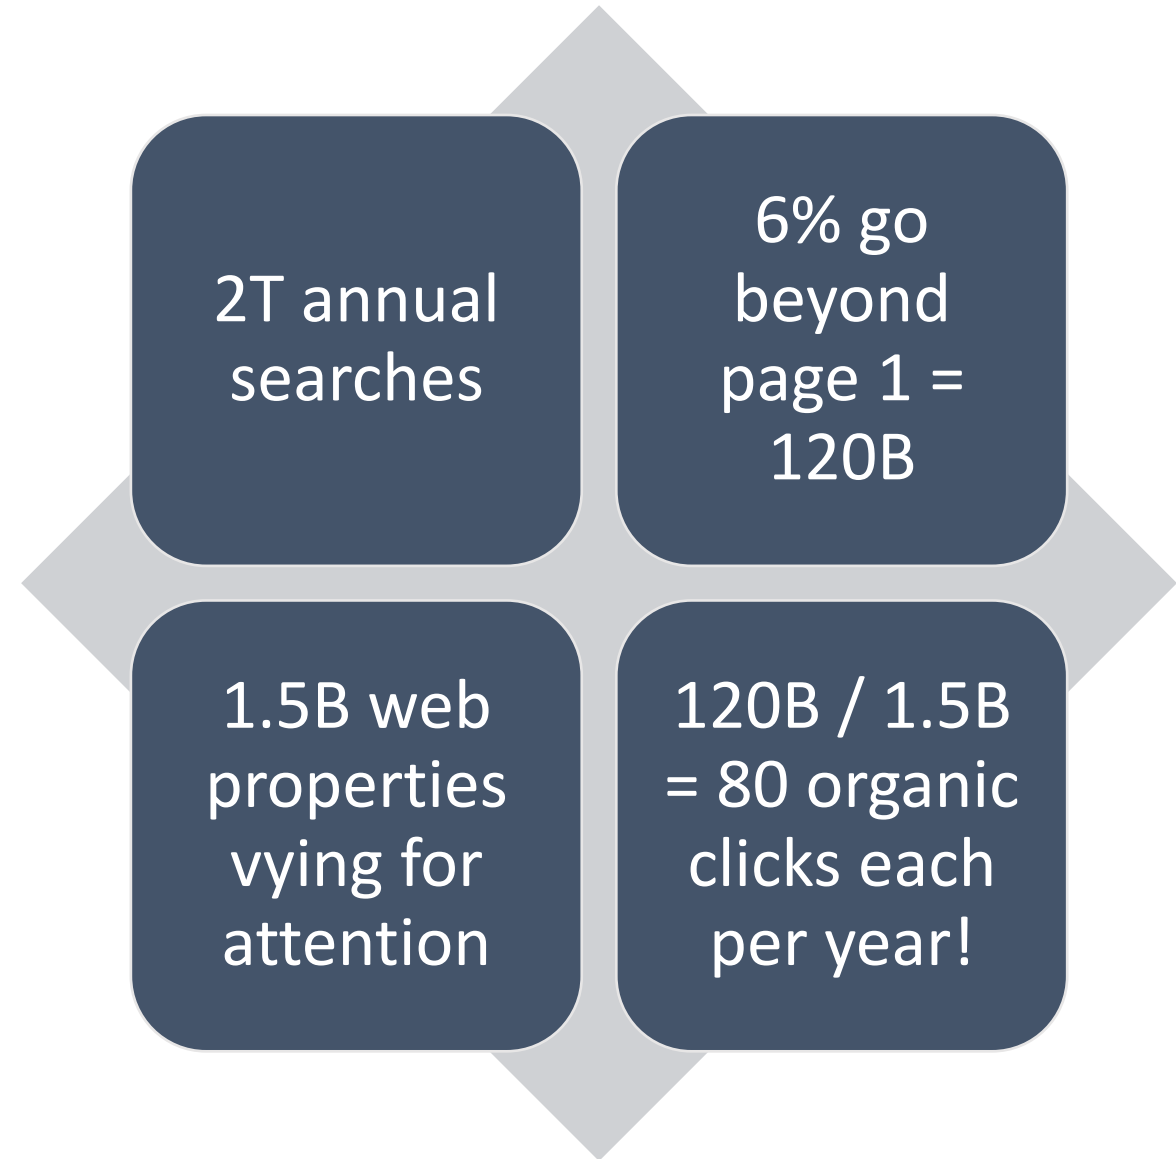 2T annual
searches
6% go
beyond
page 1 =
120B
1.5B web
properties
vying for
attention
120B / 1.5B
= 80 organic
clicks each
per year!